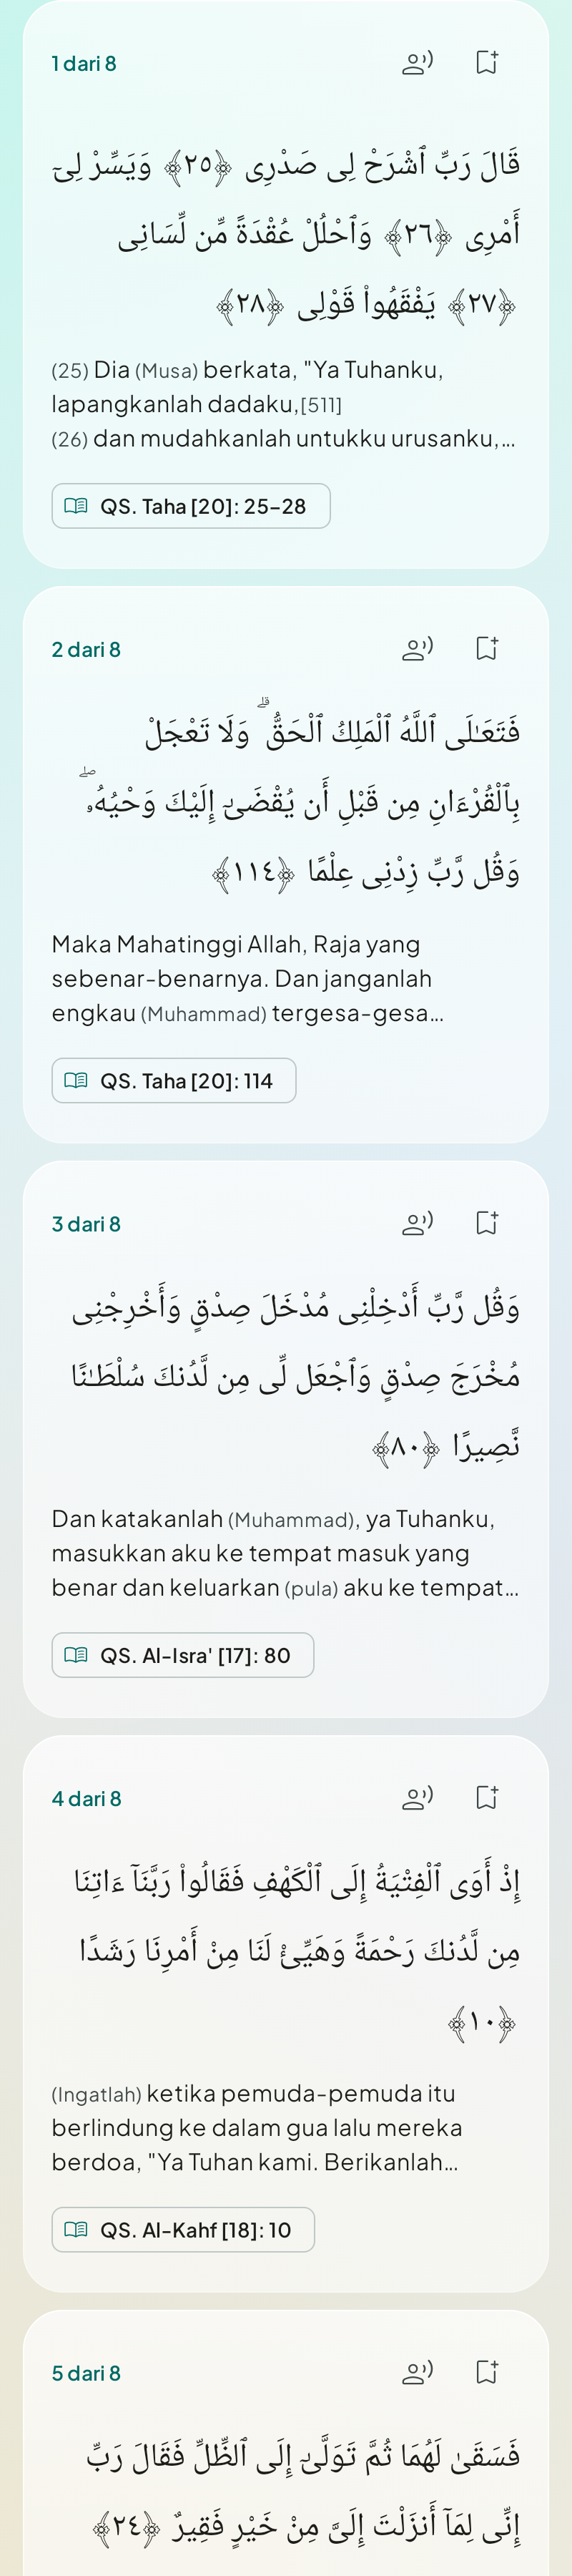 1 dari 8
قَالَ رَبِّ ٱشْرَحْ لِى صَدْرِى ﴿٢٥﴾ وَيَسِّرْ لِىٓ
أَمْرِى ﴿٢٦﴾ وَٱحْلُلْ عُقْدَةً مِّن لِّسَانِى
﴿٢٧﴾ يَفْقَهُوا۟ قَوْلِى ﴿٢٨﴾
(25) Dia (Musa) berkata, "Ya Tuhanku,
lapangkanlah dadaku,[511]
(26) dan mudahkanlah untukku urusanku,...
QS. Taha [20]: 25-28
2 dari 8
فَتَعَـٰلَى ٱللَّهُ ٱلْمَلِكُ ٱلْحَقُّ ۗ وَلَا تَعْجَلْ
بِٱلْقُرْءَانِ مِن قَبْلِ أَن يُقْضَىٰٓ إِلَيْكَ وَحْيُهُۥ ۖ
وَقُل رَّبِّ زِدْنِى عِلْمًا ﴿١١٤﴾
Maka Mahatinggi Allah, Raja yang
sebenar-benarnya. Dan janganlah
engkau (Muhammad) tergesa-gesa...
QS. Taha [20]: 114
3 dari 8
وَقُل رَّبِّ أَدْخِلْنِى مُدْخَلَ صِدْقٍ وَأَخْرِجْنِى
مُخْرَجَ صِدْقٍ وَٱجْعَل لِّى مِن لَّدُنكَ سُلْطَـٰنًا
نَّصِيرًا ﴿٨٠﴾
Dan katakanlah (Muhammad), ya Tuhanku,
masukkan aku ke tempat masuk yang
benar dan keluarkan (pula) aku ke tempat...
QS. Al-Isra' [17]: 80
4 dari 8
إِذْ أَوَى ٱلْفِتْيَةُ إِلَى ٱلْكَهْفِ فَقَالُوا۟ رَبَّنَآ ءَاتِنَا
مِن لَّدُنكَ رَحْمَةً وَهَيِّئْ لَنَا مِنْ أَمْرِنَا رَشَدًا
﴿١٠﴾
(Ingatlah) ketika pemuda-pemuda itu
berlindung ke dalam gua lalu mereka
berdoa, "Ya Tuhan kami. Berikanlah...
QS. Al-Kahf [18]: 10
5 dari 8
فَسَقَىٰ لَهُمَا ثُمَّ تَوَلَّىٰٓ إِلَى ٱلظِّلِّ فَقَالَ رَبِّ
إِنِّى لِمَآ أَنزَلْتَ إِلَىَّ مِنْ خَيْرٍ فَقِيرٌ ﴿٢٤﴾